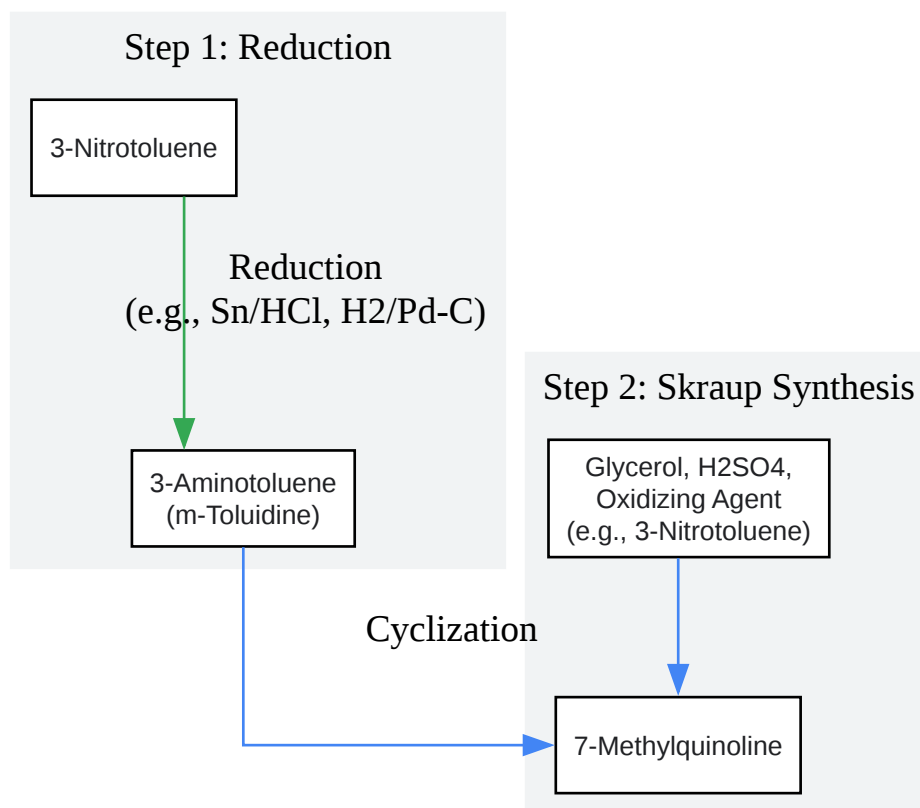 Step 1: Reduction
3-Nitrotoluene
Reduction
(e.g., Sn/HCl, H2/Pd-C)
3-Aminotoluene
(m-Toluidine)
Step 2: Skraup Synthesis
Glycerol, H2SO4,
Oxidizing Agent
(e.g., 3-Nitrotoluene)
Cyclization
7-Methylquinoline